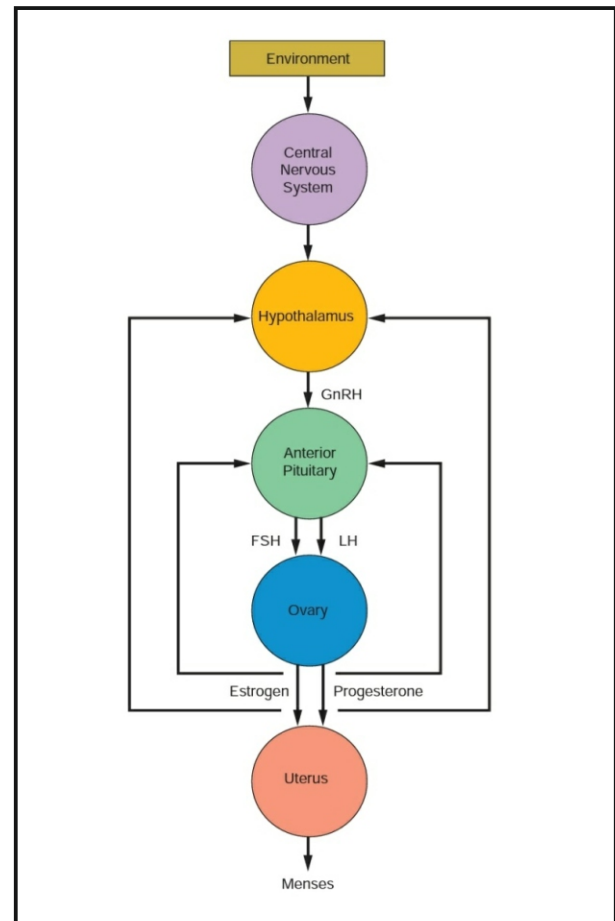 Environment
Central
Nervous
System
Hypothalamus
GnRH
Anterior
Pituitary
FSH LH
Ovary
Estrogen Progesterone
Uterus
Menses